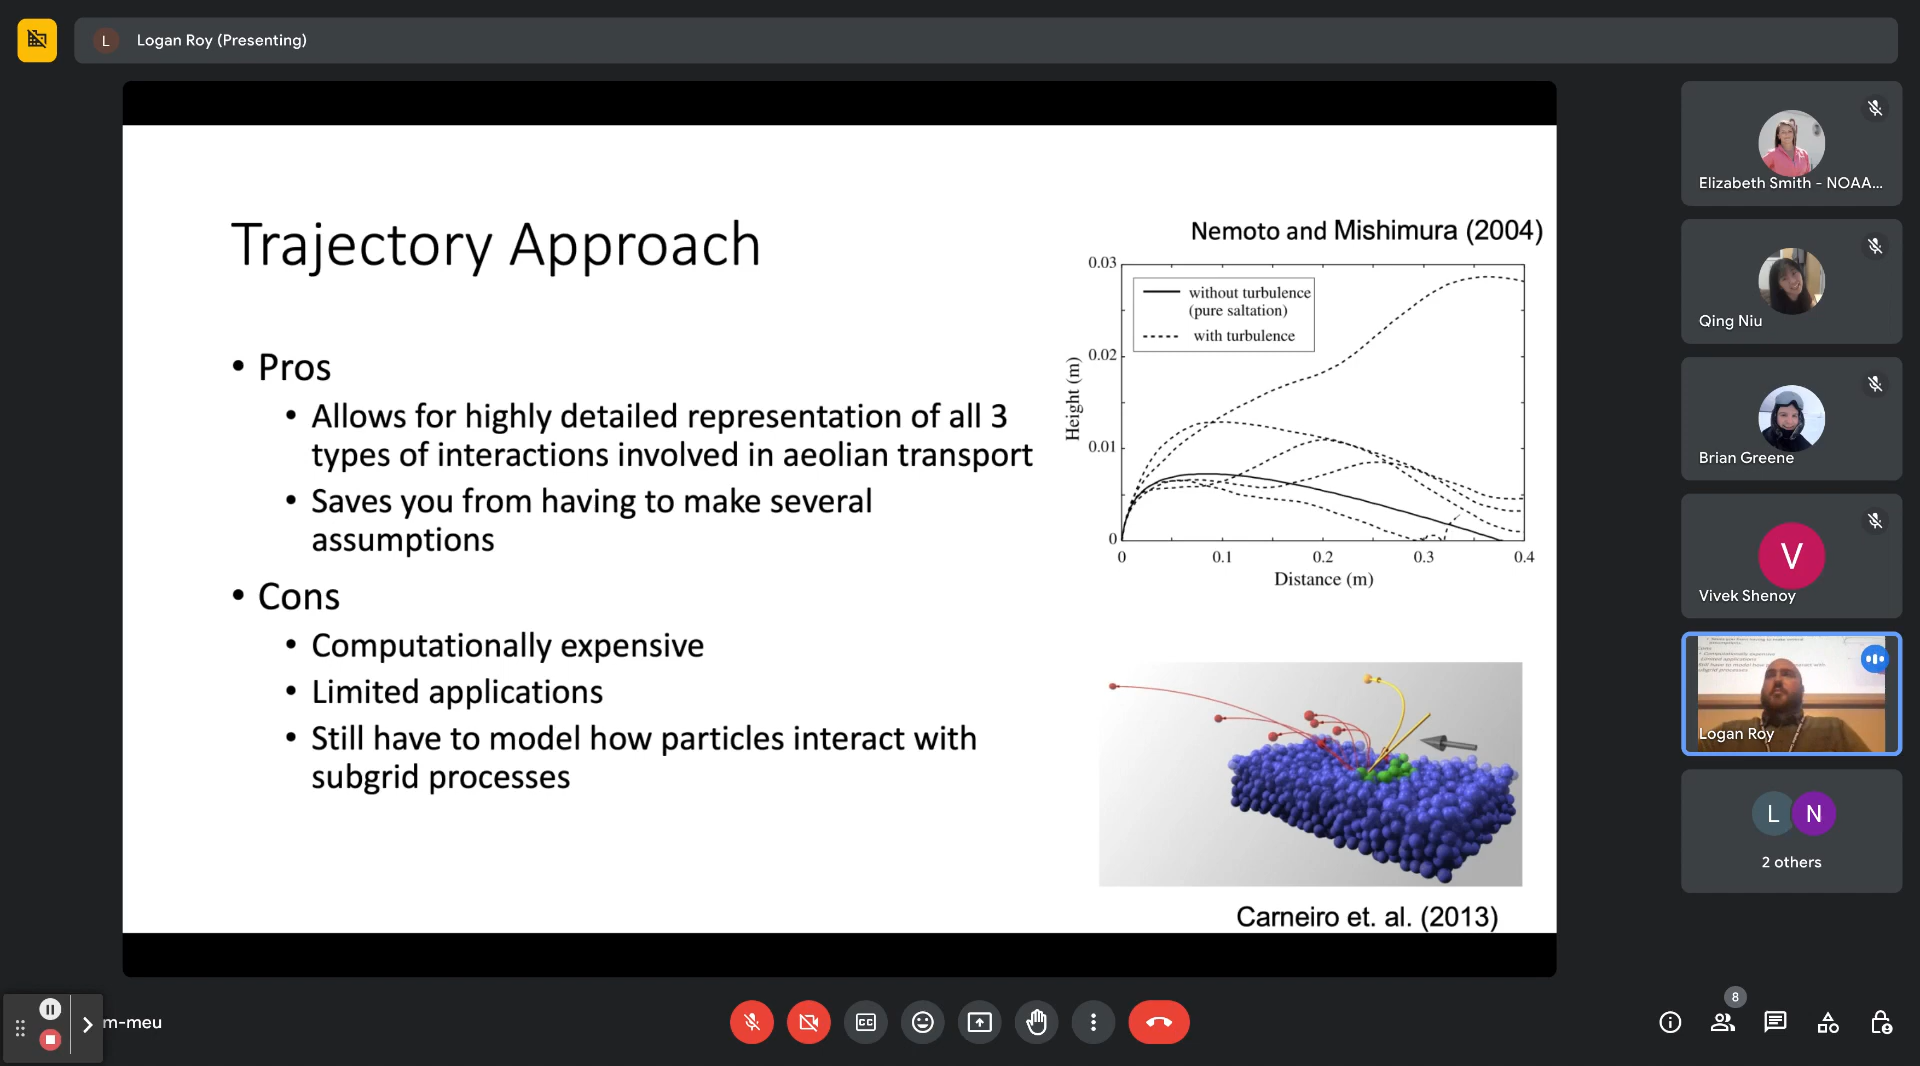 L Logan Roy (Presenting)
Trajectory Approach
• Pros
• Allows for highly detailed representation of all 3
types of interactions involved in aeolian transport
• Saves you from having to make several
assumptions
• Cons
• Computationally expensive
• Limited applications
• Still have to model how particles interact with
subgrid processes
Nemoto and Mishimura (2004)
0.03
0.02
0.01
0
Height (m)
without turbulence
(pure saltation)
with turbulence
0 0.1 0.2 0.3 0.4
Distance (m)
Carneiro et. al. (2013)
Elizabeth Smith - NOAA...
Qing Niu
Brian Greene
V
Vivek Shenoy
Logan Roy
L N
2 others
m-meu
CC
8